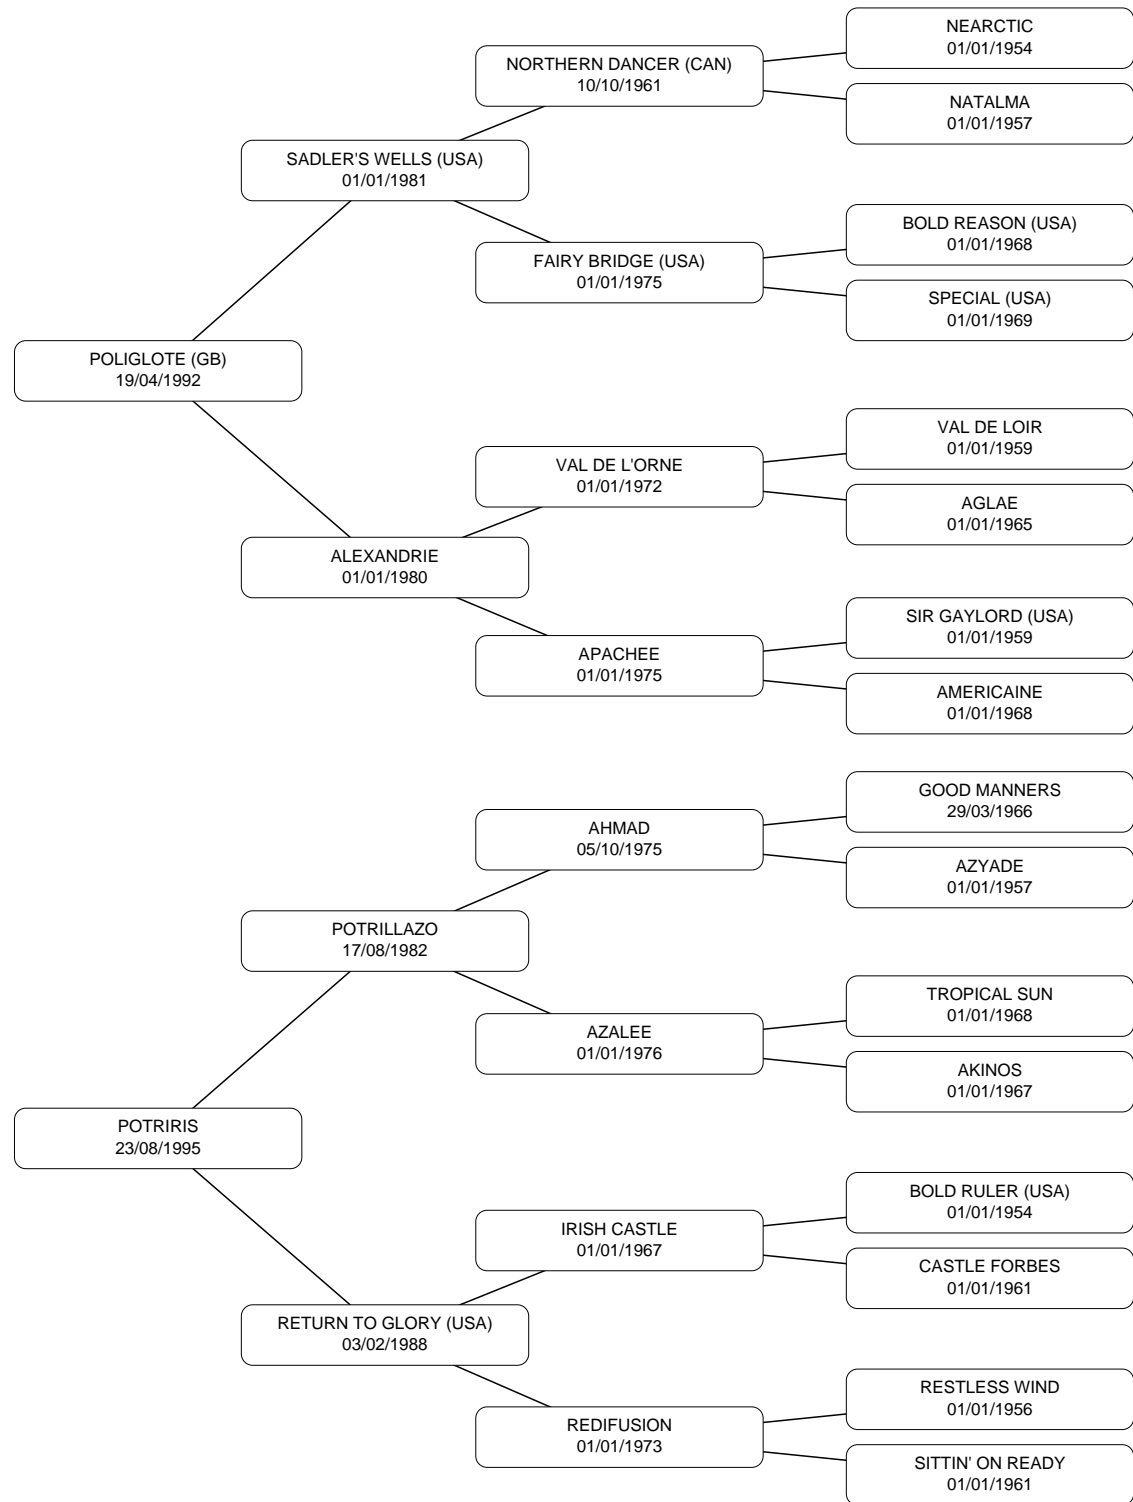 NEARCTIC
01/01/1954
NORTHERN DANCER (CAN)
10/10/1961
NATALMA
01/01/1957
SADLER'S WELLS (USA)
01/01/1981
BOLD REASON (USA)
01/01/1968
FAIRY BRIDGE (USA)
01/01/1975
SPECIAL (USA)
01/01/1969
POLIGLOTE (GB)
19/04/1992
VAL DE LOIR
01/01/1959
VAL DE L'ORNE
01/01/1972
AGLAE
01/01/1965
ALEXANDRIE
01/01/1980
SIR GAYLORD (USA)
01/01/1959
APACHEE
01/01/1975
AMERICAINE
01/01/1968
GOOD MANNERS
29/03/1966
AHMAD
05/10/1975
AZYADE
01/01/1957
POTRILLAZO
17/08/1982
TROPICAL SUN
01/01/1968
AZALEE
01/01/1976
AKINOS
01/01/1967
POTRIRIS
23/08/1995
BOLD RULER (USA)
01/01/1954
IRISH CASTLE
01/01/1967
CASTLE FORBES
01/01/1961
RETURN TO GLORY (USA)
03/02/1988
RESTLESS WIND
01/01/1956
REDIFUSION
01/01/1973
SITTIN' ON READY
01/01/1961